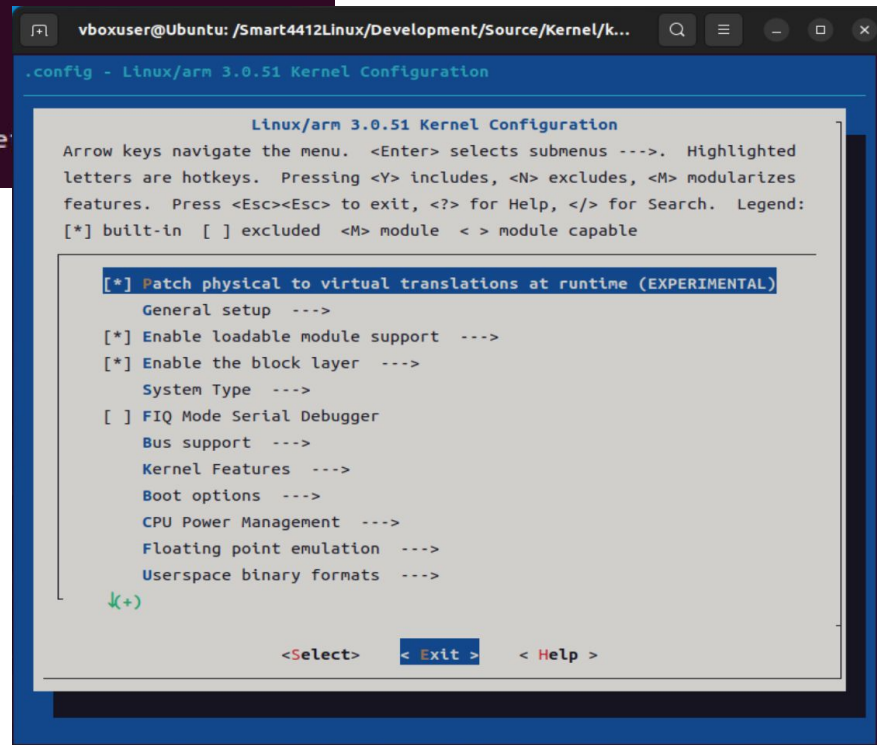 vboxuser@Ubuntu: /Smart4412Linux/Development/Source/Kernel/k...
.config - Linux/arm 3.0.51 Kernel Configuration
Linux/arm 3.0.51 Kernel Configuration
Arrow keys navigate the menu.  <Enter> selects submenus --->.  Highlighted
letters are hotkeys.  Pressing <Y> includes, <N> excludes, <M> modularizes
features.  Press <Esc><Esc> to exit, <?> for Help, </> for Search.  Legend:
[*] built-in  [ ] excluded  <M> module  < > module capable
[*] Patch physical to virtual translations at runtime (EXPERIMENTAL)
General setup  --->
[*] Enable loadable module support  --->
[*] Enable the block layer  --->
System Type  --->
[ ] FIQ Mode Serial Debugger
Bus support  --->
Kernel Features  --->
Boot options  --->
CPU Power Management  --->
Floating point emulation  --->
Userspace binary formats  --->
↓(+)
<Select>    < Exit >    < Help >